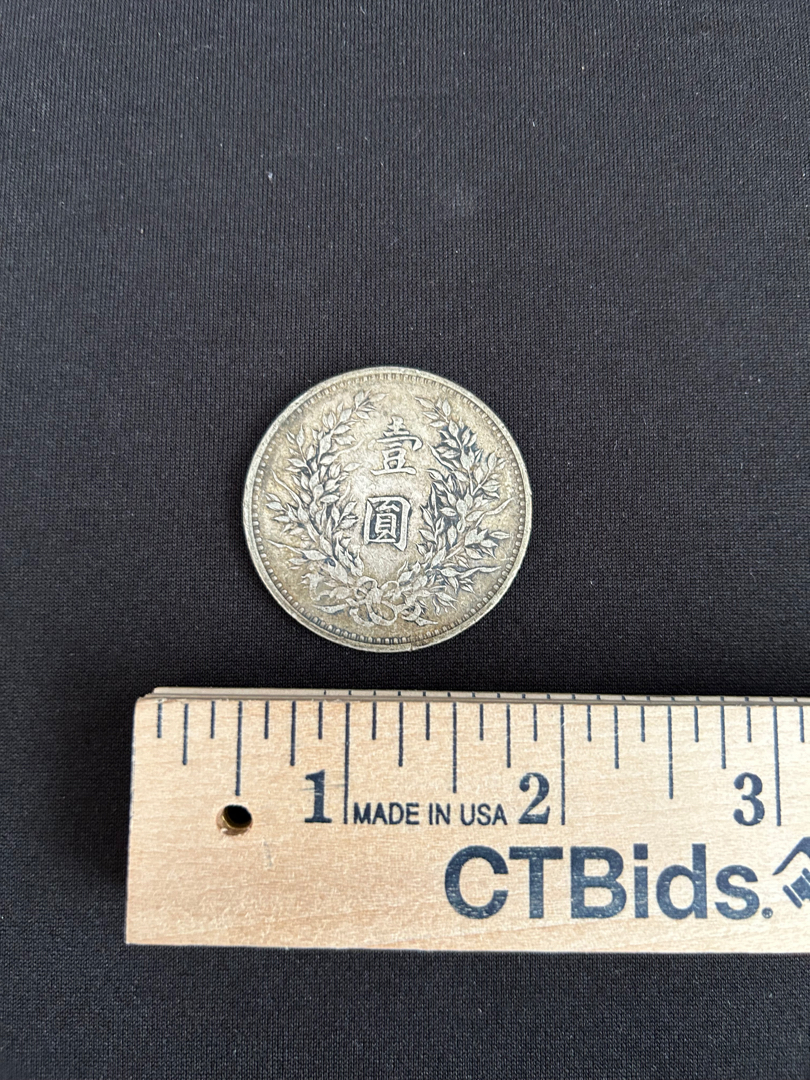 壹
圓
1 MADE IN USA 2 3
CTBids.